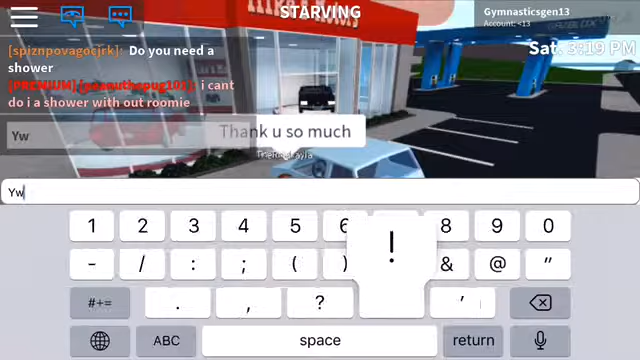 STARVING
Gymnasticsgen13
Account: <13
Sat. 3:19 PM
[spiznpovagocjrk]: Do you need a
shower
[PREMIUM][peanuthepug101]: i cant
do i a shower with out roomie
Yw
Thank u so much
Yw
1 2 3 4 5 6 8 9 0
- / : ; ( ) ! & @ "
#+= . , ? '
ABC space return